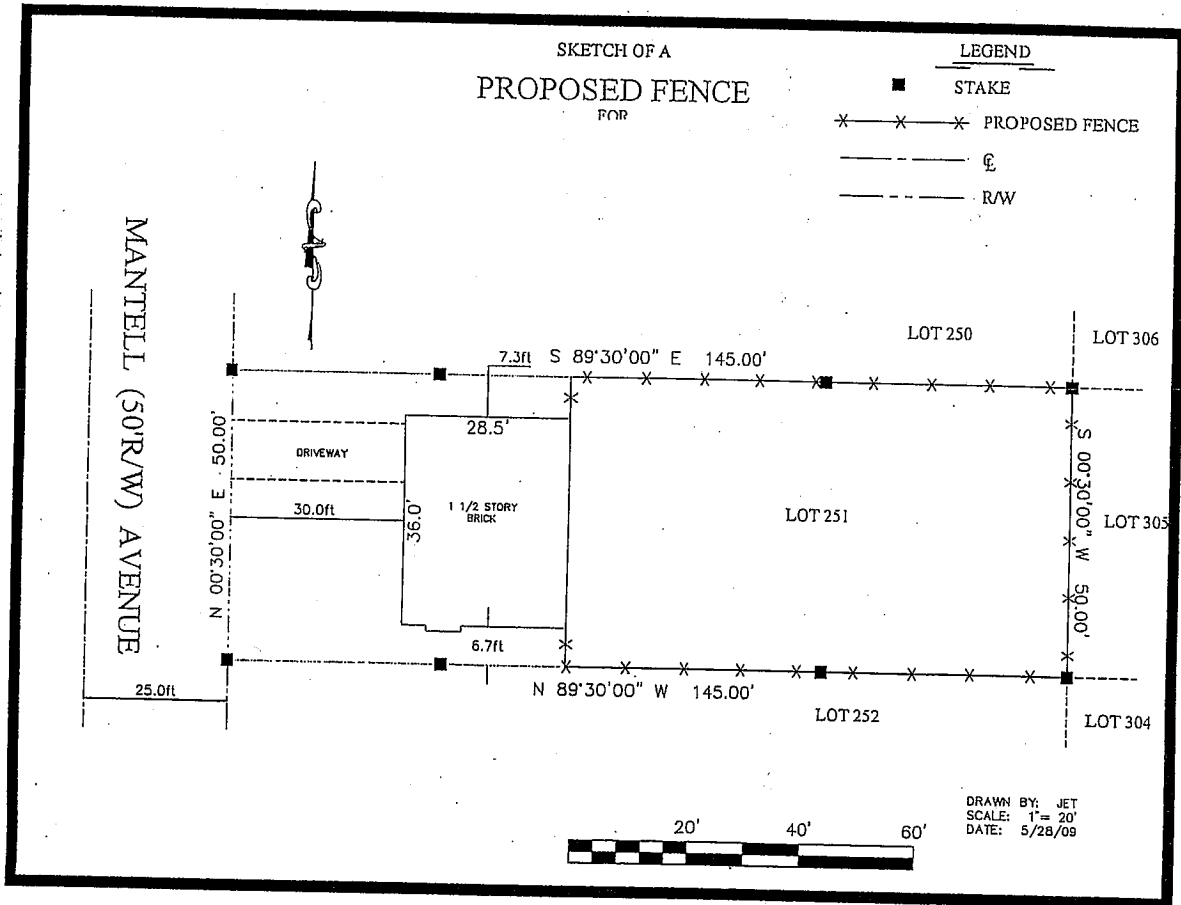 SKETCH OF A
PROPOSED FENCE
FOR
LEGEND
STAKE
PROPOSED FENCE
℄
R/W
MANTELL (50'R/W) AVENUE
LOT 250
LOT 306
7.3ft
S 89°30'00" E 145.00'
28.5'
DRIVEWAY
N 00°30'00" E 50.00'
30.0ft
36.0'
1 1/2 STORY
BRICK
LOT 251
S 00°30'00" W 50.00'
LOT 305
6.7ft
25.0ft
N 89°30'00" W 145.00'
LOT 252
LOT 304
20'
40'
60'
DRAWN BY: JET
SCALE: 1"= 20'
DATE: 5/28/09